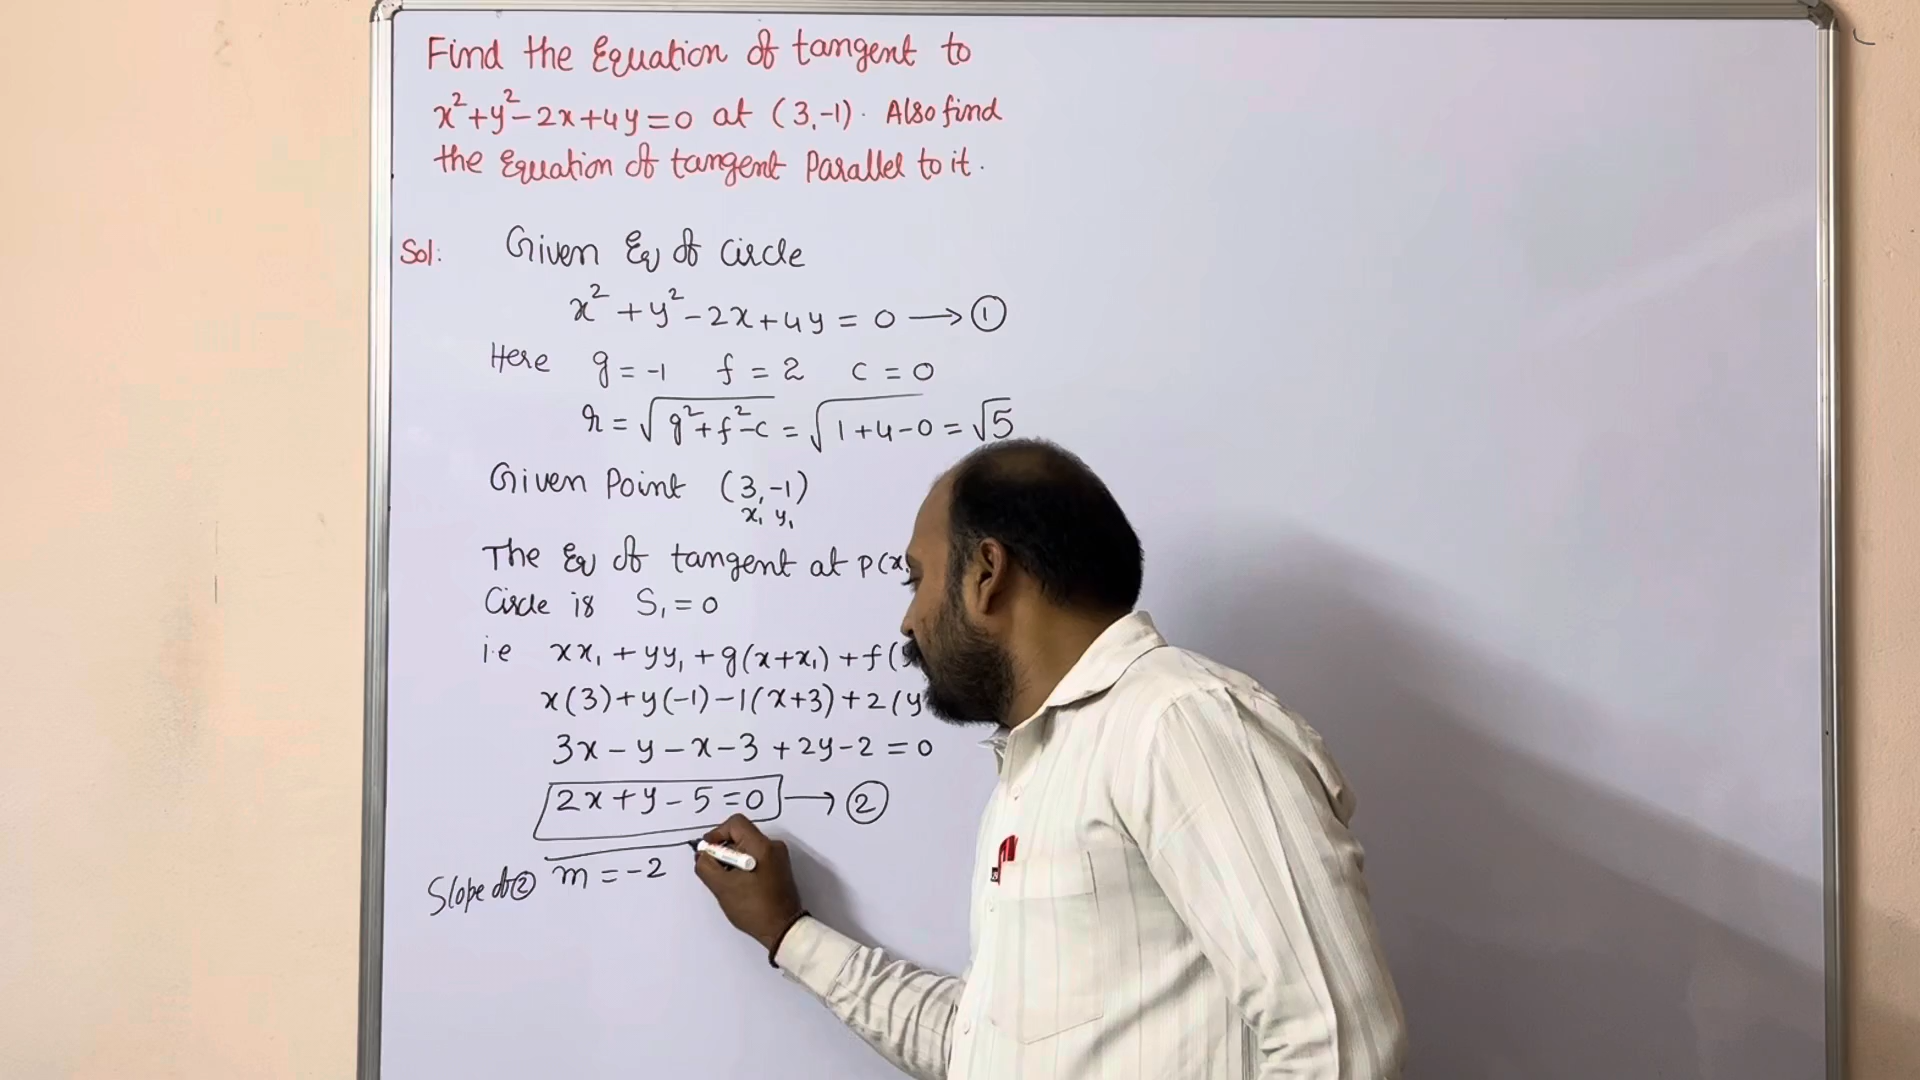 Find the Equation of tangent to
x²+y²-2x+4y=0 at (3,-1). Also find
the Equation of tangent Parallel to it.
Sol: Given Eq of Circle
x²+y²-2x+4y=0 → ①
Here g=-1 f=2 c=0
r=√g²+f²-c = √1+4-0 = √5
Given Point (3,-1)
x₁ y₁
The Eq of tangent at P(x
Circle is S₁=0
i.e xx₁+yy₁+g(x+x₁)+f(
x(3)+y(-1)-1(x+3)+2(y
3x-y-x-3+2y-2=0
2x+y-5=0 → ②
Slope of ② m=-2